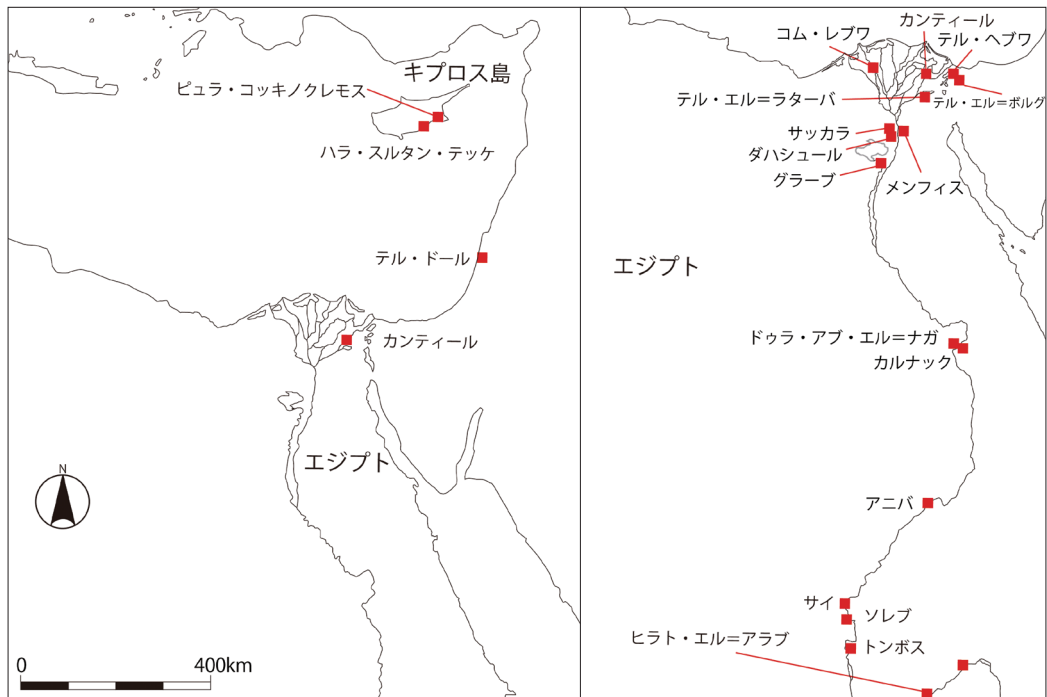 キプロス島
ピュラ・コッキノクレモス
ハラ・スルタン・テッケ
テル・ドール
カンティール
エジプト
N
0
400km
カンティール
コム・レブワ
テル・ヘブワ
テル・エル＝ラターバ
テル・エル＝ボルグ
サッカラ
ダハシュール
グラーブ
メンフィス
エジプト
ドゥラ・アブ・エル＝ナガ
カルナック
アニバ
サイ
ソレブ
ヒラト・エル＝アラブ
トンボス